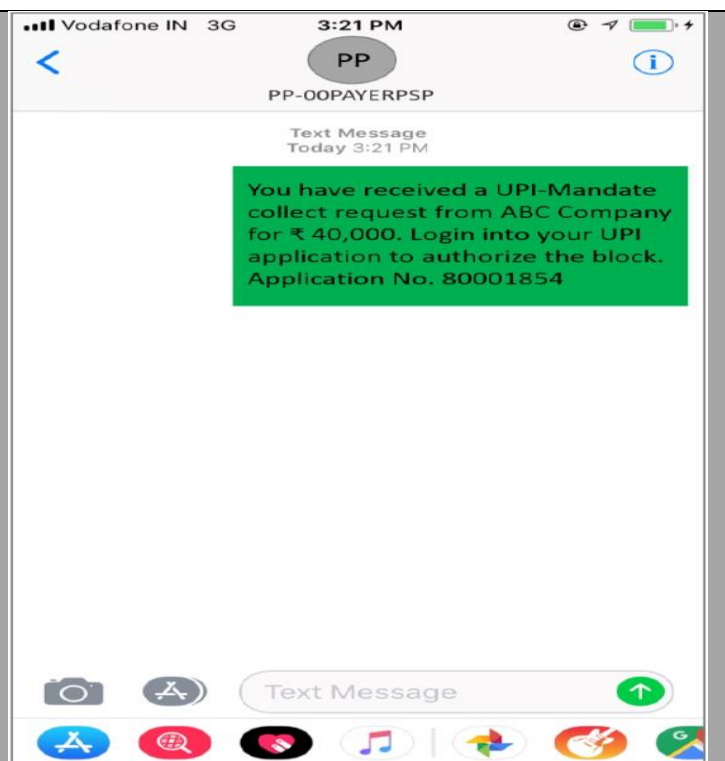 Vodafone IN 3G 3:21 PM
PP
PP-00PAYERPSP
Text Message
Today 3:21 PM
You have received a UPI-Mandate
collect request from ABC Company
for ₹ 40,000. Login into your UPI
application to authorize the block.
Application No. 80001854
Text Message
G